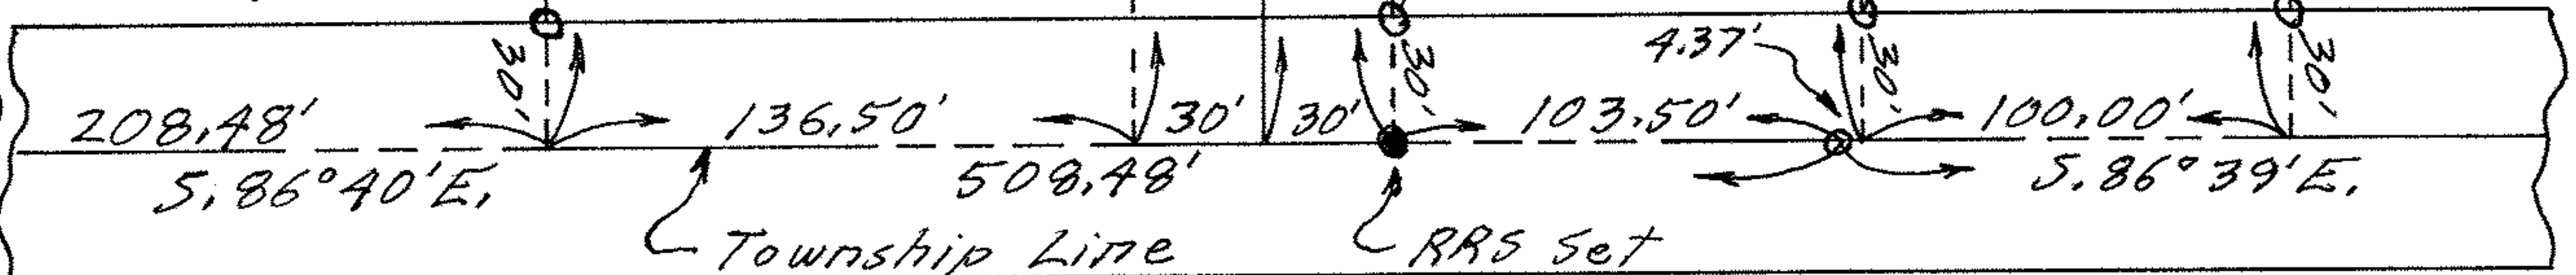 4.37'
30' 30' 30' 30'
208.48' 136.50' 30' 30' 103.50' 100.00'
S.86°40'E. 508.48' S.86°39'E.
Township Line RRS Set